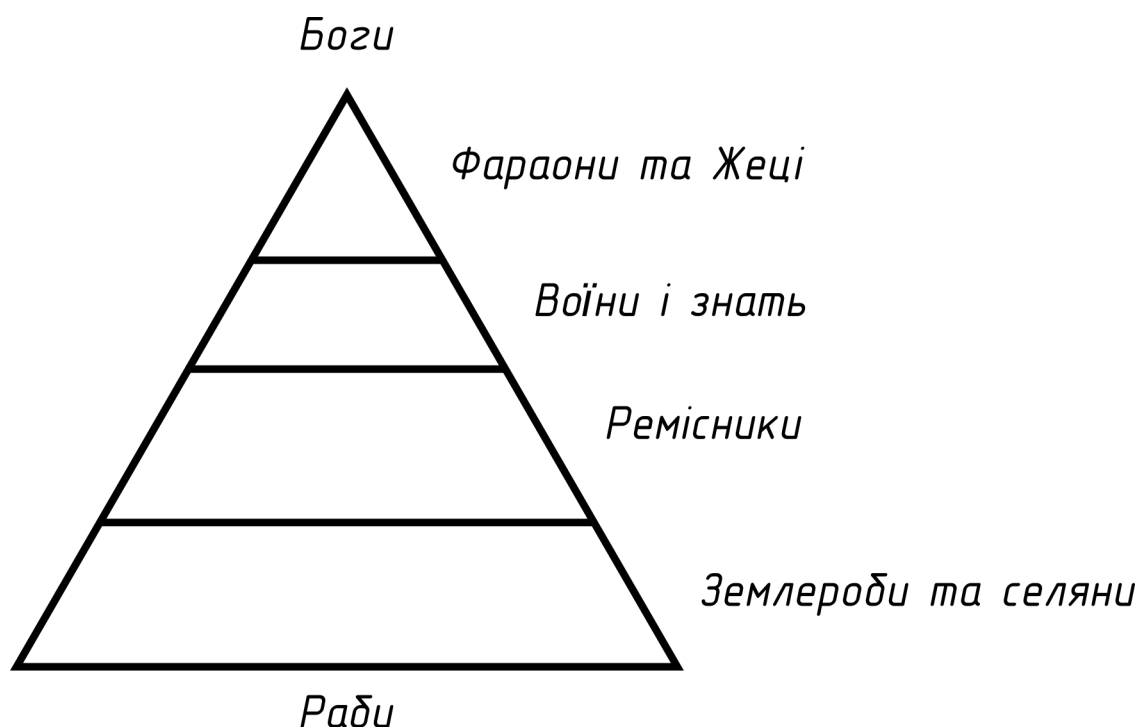 Боги
Фараони та Жеці
Воїни і знать
Ремісники
Землероби та селяни
Раби